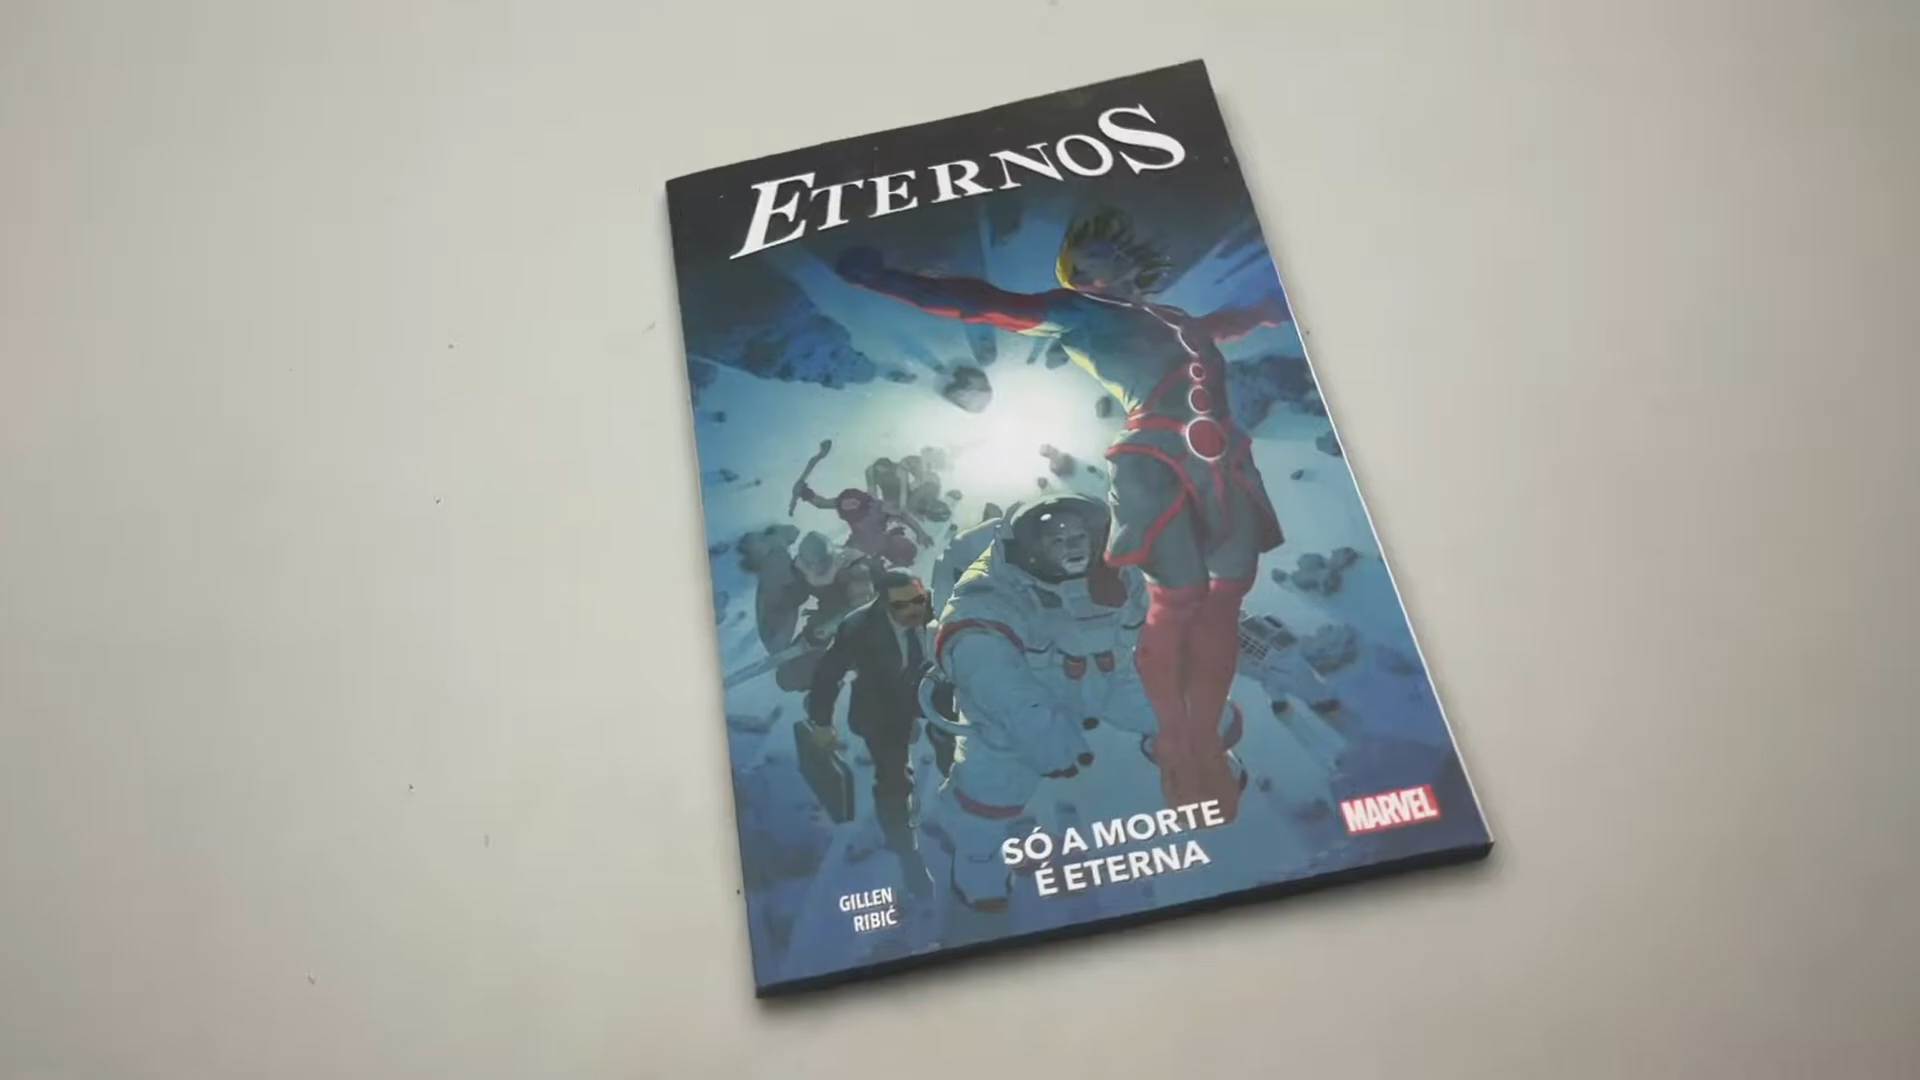 ETERNOS
SÓ A MORTE
É ETERNA
MARVEL
GILLEN
RIBIĆ